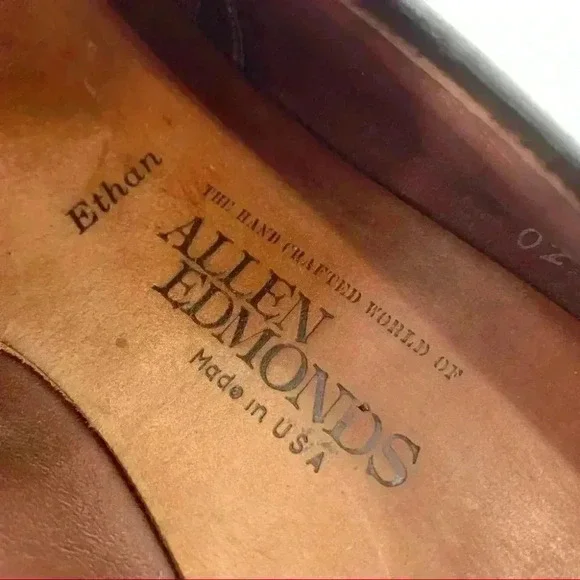 Ethan
THE HAND CRAFTED WORLD OF
ALLEN
EDMONDS
Made in USA